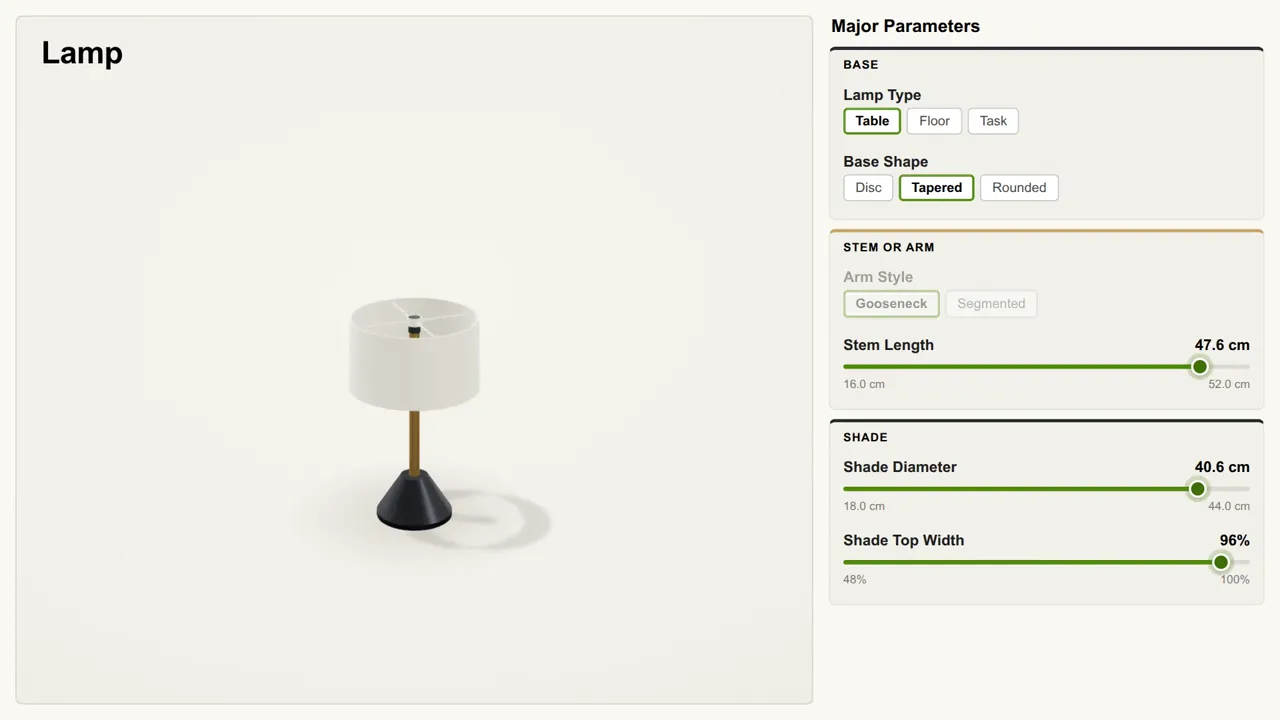 Lamp
Major Parameters
BASE
Lamp Type
Table Floor Task
Base Shape
Disc Tapered Rounded
STEM OR ARM
Arm Style
Gooseneck Segmented
Stem Length 47.6 cm
16.0 cm 52.0 cm
SHADE
Shade Diameter 40.6 cm
18.0 cm 44.0 cm
Shade Top Width 96%
48% 100%